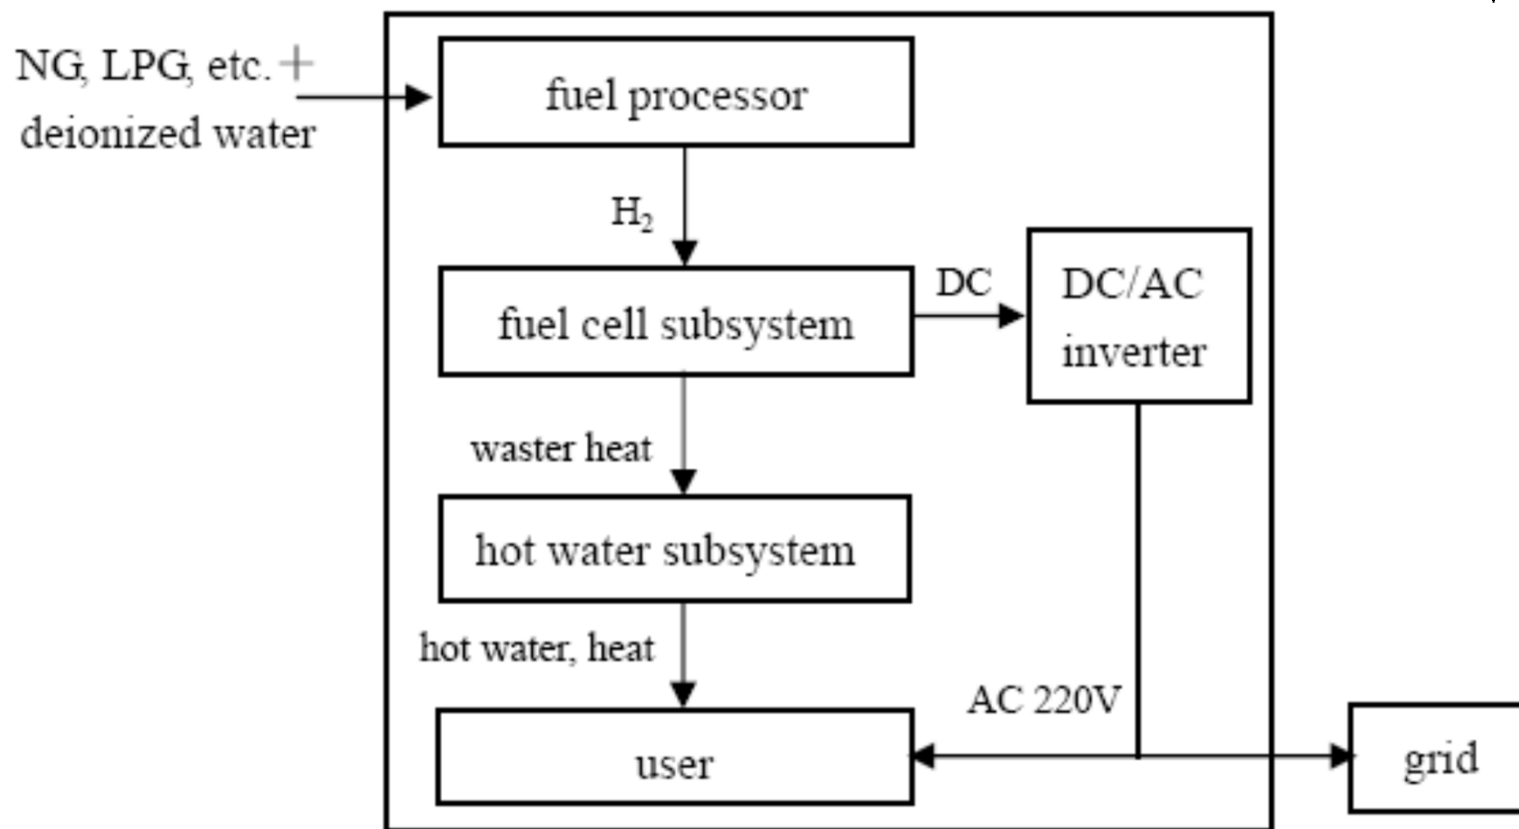 NG, LPG, etc.+
deionized water
fuel processor
H₂
fuel cell subsystem
DC
DC/AC
inverter
waster heat
hot water subsystem
hot water, heat
AC 220V
user
grid